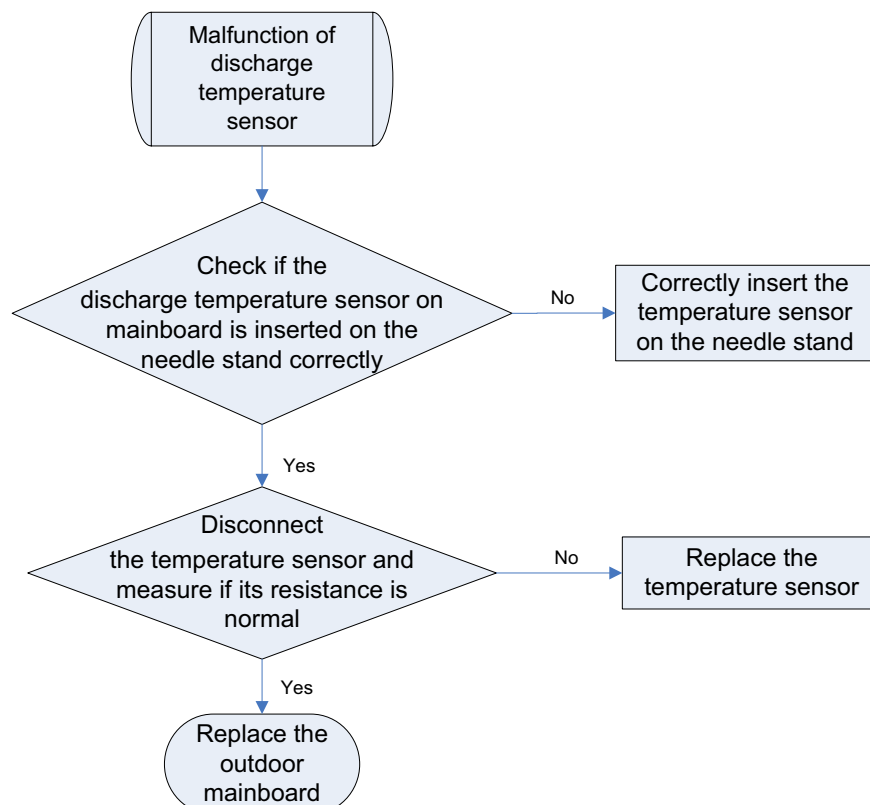 Malfunction of
discharge
temperature
sensor
Check if the
discharge temperature sensor on
mainboard is inserted on the
needle stand correctly
No
Correctly insert the
temperature sensor
on the needle stand
Yes
Disconnect
the temperature sensor and
measure if its resistance is
normal
No
Replace the
temperature sensor
Yes
Replace the
outdoor
mainboard